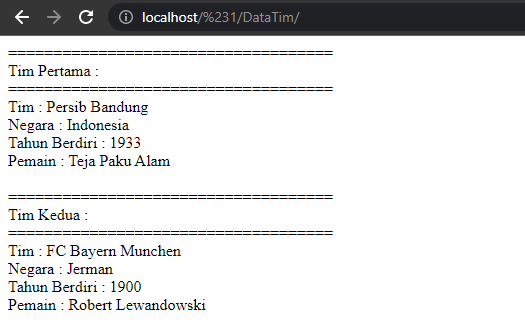 localhost/%231/DataTim/
====================================
Tim Pertama :
====================================
Tim : Persib Bandung
Negara : Indonesia
Tahun Berdiri : 1933
Pemain : Teja Paku Alam
====================================
Tim Kedua :
====================================
Tim : FC Bayern Munchen
Negara : Jerman
Tahun Berdiri : 1900
Pemain : Robert Lewandowski